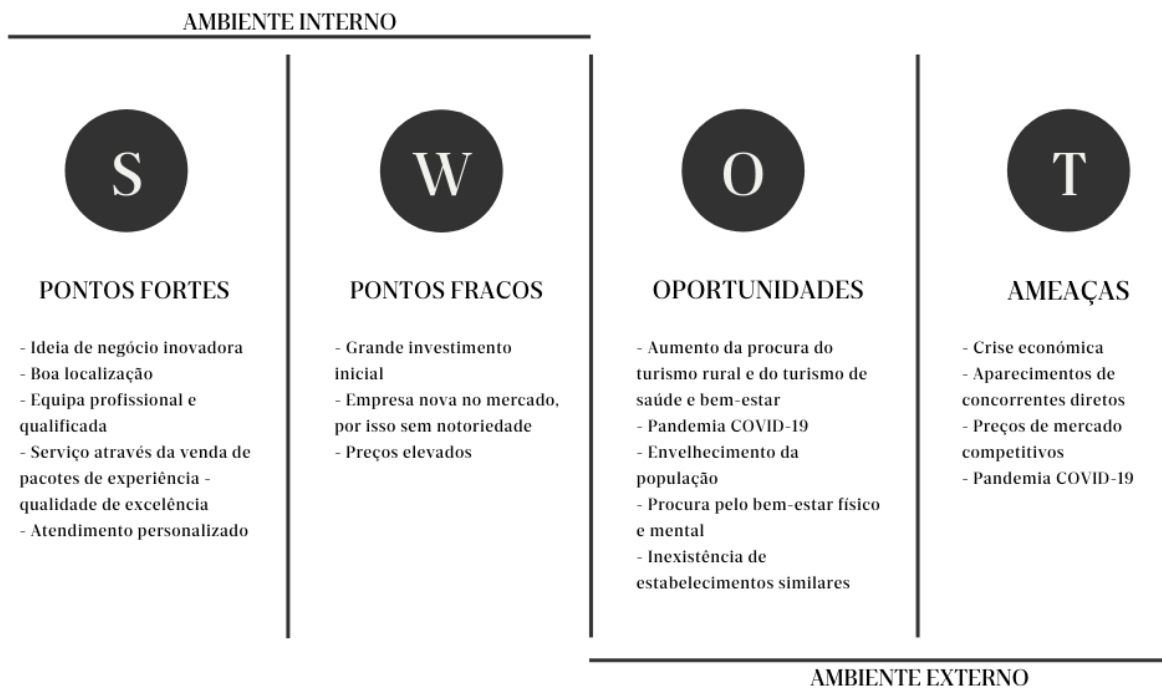 AMBIENTE INTERNO
S
PONTOS FORTES
- Ideia de negócio inovadora
- Boa localização
- Equipa profissional e
qualificada
- Serviço através da venda de
pacotes de experiência -
qualidade de excelência
- Atendimento personalizado
W
PONTOS FRACOS
- Grande investimento
inicial
- Empresa nova no mercado,
por isso sem notoriedade
- Preços elevados
O
OPORTUNIDADES
- Aumento da procura do
turismo rural e do turismo de
saúde e bem-estar
- Pandemia COVID-19
- Envelhecimento da
população
- Procura pelo bem-estar físico
e mental
- Inexistência de
estabelecimentos similares
T
AMEAÇAS
- Crise económica
- Aparecimentos de
concorrentes diretos
- Preços de mercado
competitivos
- Pandemia COVID-19
AMBIENTE EXTERNO